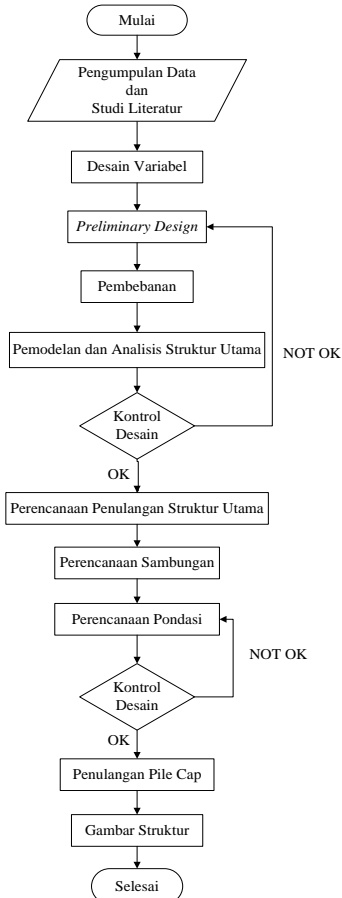 Mulai
Pengumpulan Data
dan
Studi Literatur
Desain Variabel
Preliminary Design
Pembebanan
Pemodelan dan Analisis Struktur Utama
NOT OK
Kontrol
Desain
OK
Perencanaan Penulangan Struktur Utama
Perencanaan Sambungan
Perencanaan Pondasi
NOT OK
Kontrol
Desain
OK
Penulangan Pile Cap
Gambar Struktur
Selesai